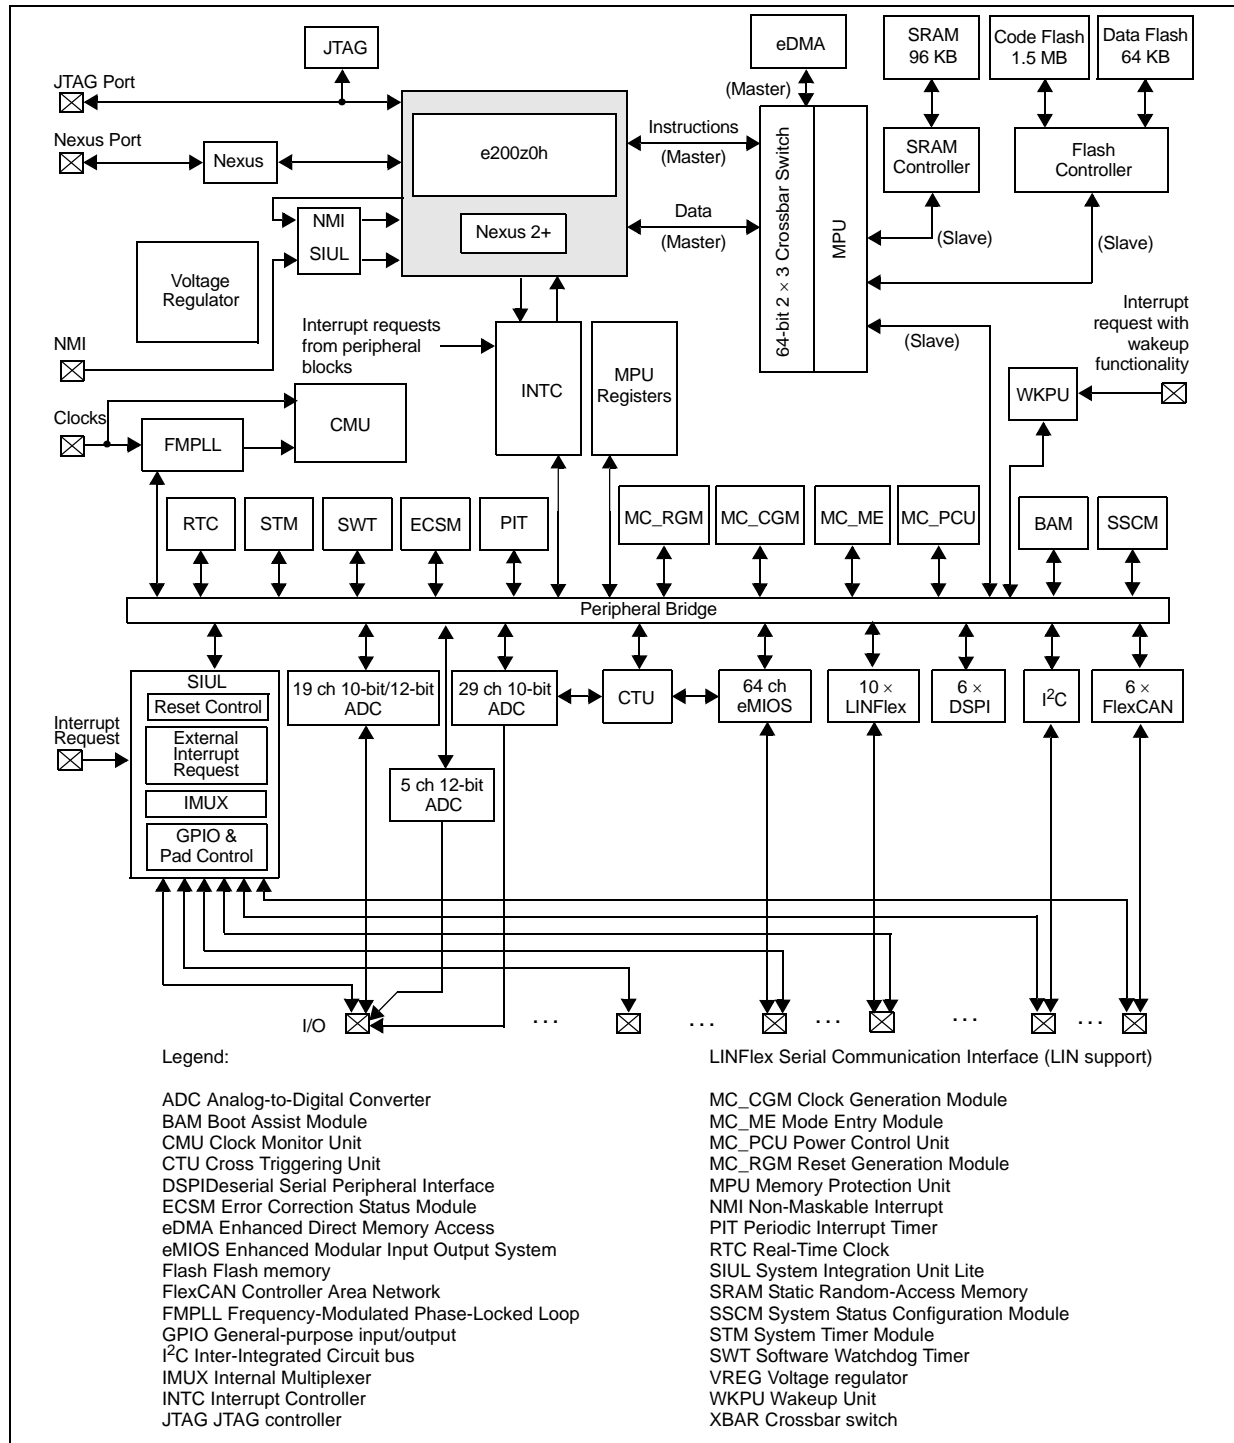 JTAG
eDMA
SRAM
96 KB
Code Flash
1.5 MB
Data Flash
64 KB
JTAG Port
(Master)
Nexus Port
Nexus
e200z0h
Instructions
(Master)
64-bit 2 × 3 Crossbar Switch
MPU
SRAM
Controller
Flash
Controller
NMI
SIUL
Nexus 2+
Data
(Master)
(Slave)
(Slave)
Voltage
Regulator
NMI
Interrupt requests
from peripheral
blocks
INTC
MPU
Registers
(Slave)
Interrupt
request with
wakeup
functionality
WKPU
Clocks
FMPLL
CMU
RTC
STM
SWT
ECSM
PIT
MC_RGM
MC_CGM
MC_ME
MC_PCU
BAM
SSCM
Peripheral Bridge
SIUL
Reset Control
External
Interrupt
Request
IMUX
GPIO &
Pad Control
Interrupt
Request
19 ch 10-bit/12-bit
ADC
29 ch 10-bit
ADC
5 ch 12-bit
ADC
CTU
64 ch
eMIOS
10 ×
LINFlex
6 ×
DSPI
I2C
6 ×
FlexCAN
I/O
. . .
. . .
. . .
. . .
. . .
Legend:
ADC Analog-to-Digital Converter
BAM Boot Assist Module
CMU Clock Monitor Unit
CTU Cross Triggering Unit
DSPIDeserial Serial Peripheral Interface
ECSM Error Correction Status Module
eDMA Enhanced Direct Memory Access
eMIOS Enhanced Modular Input Output System
Flash Flash memory
FlexCAN Controller Area Network
FMPLL Frequency-Modulated Phase-Locked Loop
GPIO General-purpose input/output
I2C Inter-Integrated Circuit bus
IMUX Internal Multiplexer
INTC Interrupt Controller
JTAG JTAG controller
LINFlex Serial Communication Interface (LIN support)
MC_CGM Clock Generation Module
MC_ME Mode Entry Module
MC_PCU Power Control Unit
MC_RGM Reset Generation Module
MPU Memory Protection Unit
NMI Non-Maskable Interrupt
PIT Periodic Interrupt Timer
RTC Real-Time Clock
SIUL System Integration Unit Lite
SRAM Static Random-Access Memory
SSCM System Status Configuration Module
STM System Timer Module
SWT Software Watchdog Timer
VREG Voltage regulator
WKPU Wakeup Unit
XBAR Crossbar switch